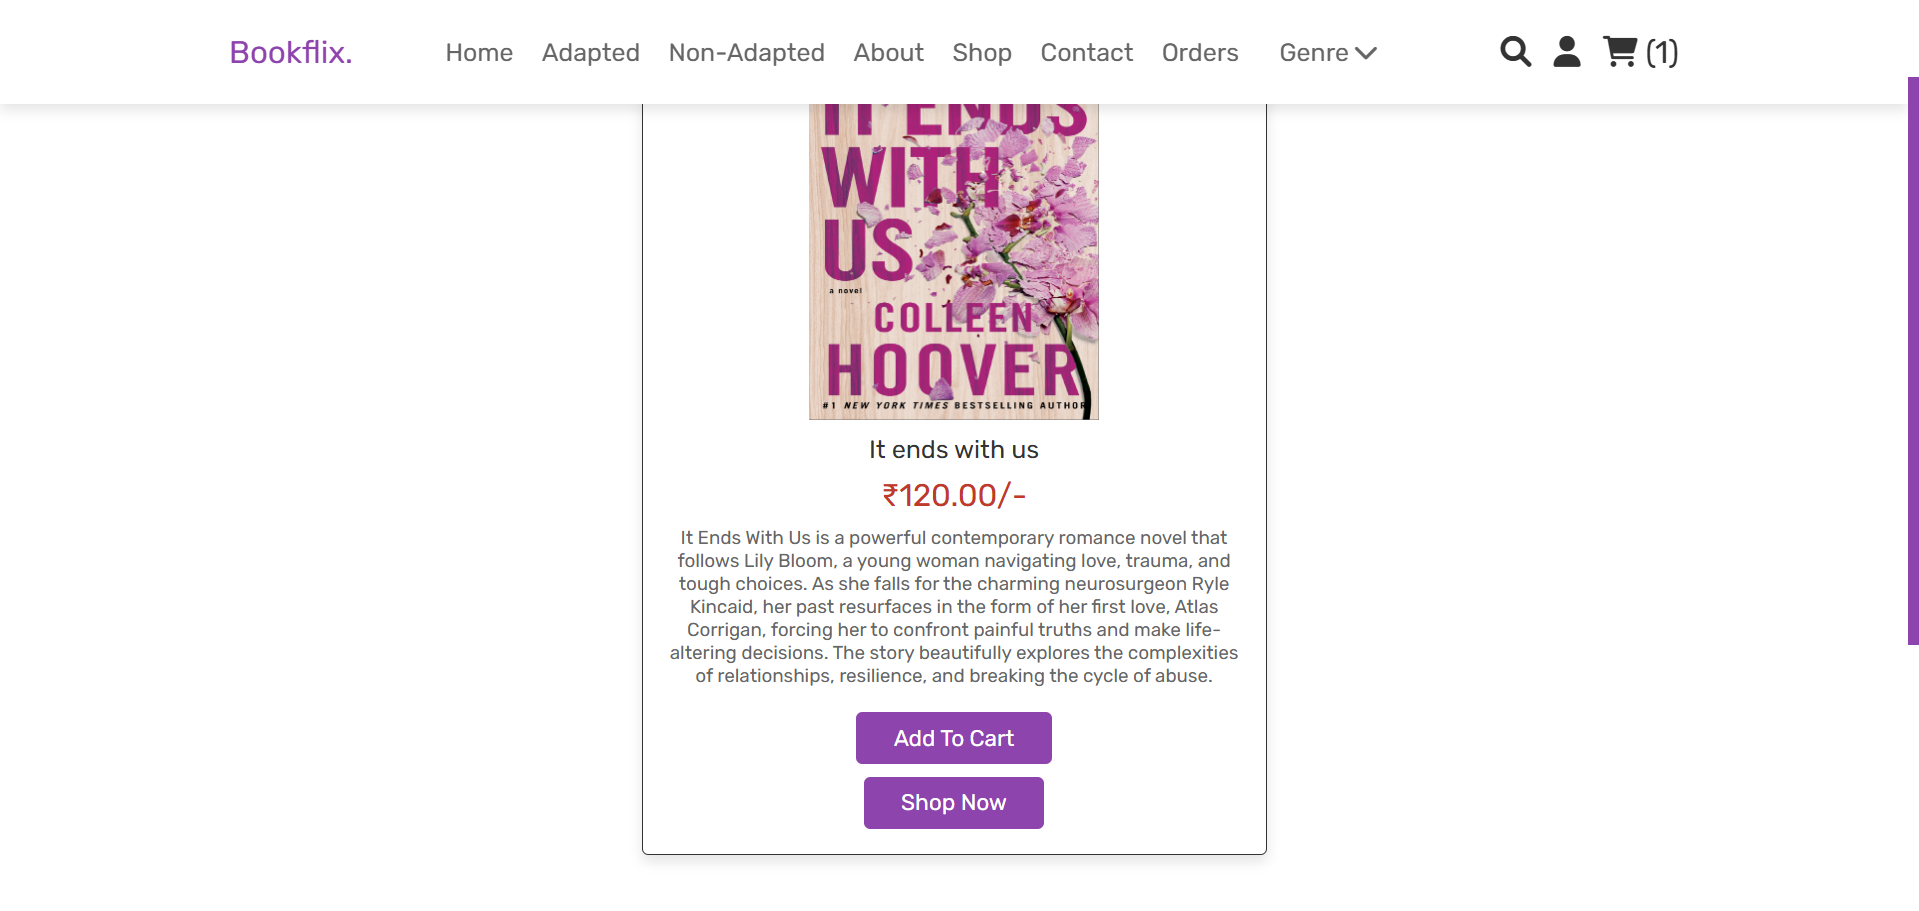 Bookflix.
Home Adapted Non-Adapted About Shop Contact Orders Genre
(1)
IT ENDS
WITH
US
a novel
COLLEEN
HOOVER
#1 NEW YORK TIMES BESTSELLING AUTHOR
It ends with us
₹120.00/-
It Ends With Us is a powerful contemporary romance novel that
follows Lily Bloom, a young woman navigating love, trauma, and
tough choices. As she falls for the charming neurosurgeon Ryle
Kincaid, her past resurfaces in the form of her first love, Atlas
Corrigan, forcing her to confront painful truths and make life-
altering decisions. The story beautifully explores the complexities
of relationships, resilience, and breaking the cycle of abuse.
Add To Cart
Shop Now